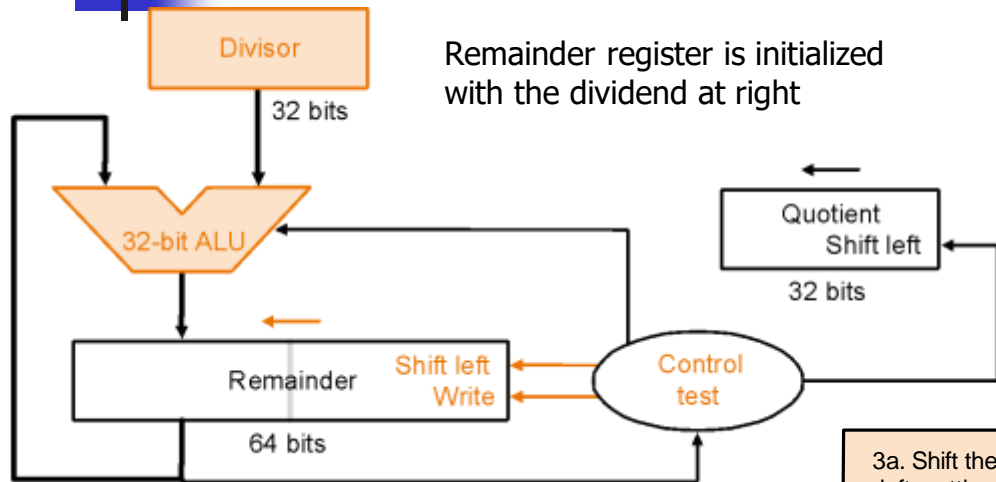 Divisor
Remainder register is initialized
with the dividend at right
32 bits
32-bit ALU
Quotient
Shift left
32 bits
Remainder
Shift left
Write
Control
test
64 bits
3a. Shift the